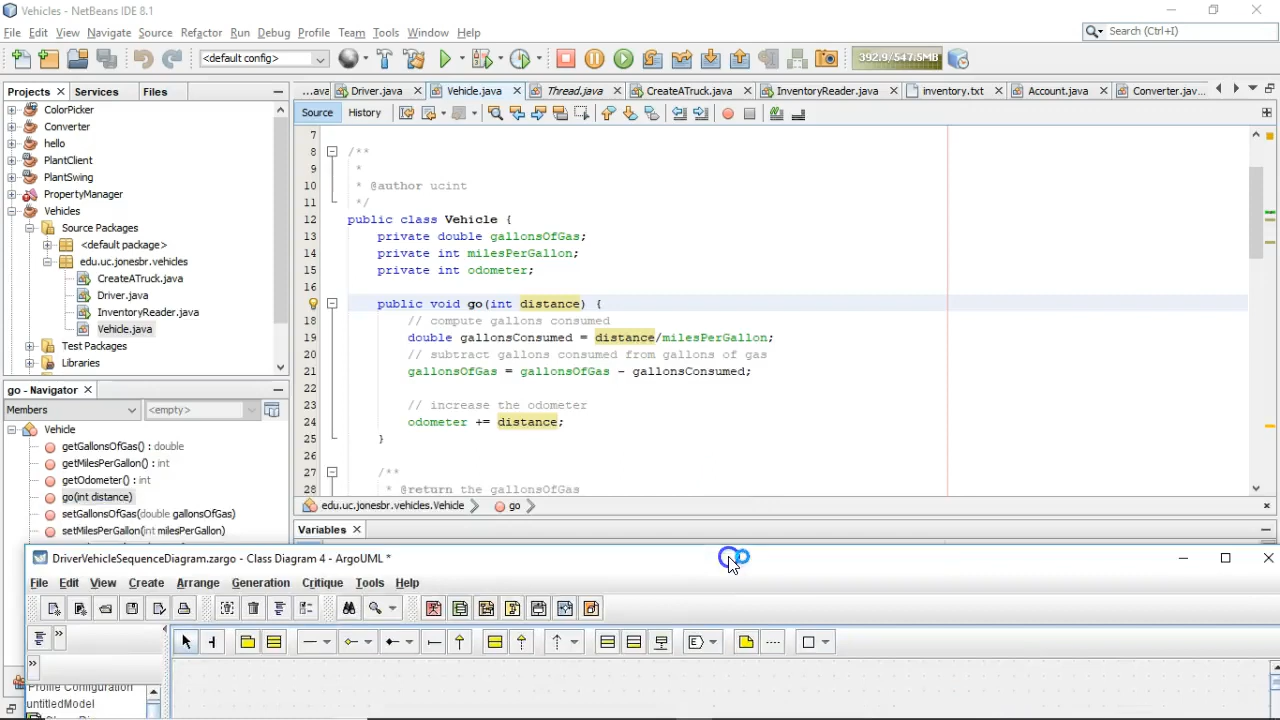 Vehicles - NetBeans IDE 8.1
File Edit View Navigate Source Refactor Run Debug Profile Team Tools Window Help
Search (Ctrl+I)
<default config>
392.9/547.5MB
Projects Services Files
...ava Driver.java Vehicle.java Thread.java CreateATruck.java InventoryReader.java inventory.txt Account.java Converter.jav...
Source History
ColorPicker
Converter
hello
PlantClient
PlantSwing
PropertyManager
Vehicles
Source Packages
<default package>
edu.uc.jonesbr.vehicles
CreateATruck.java
Driver.java
InventoryReader.java
Vehicle.java
Test Packages
Libraries
7
8 /**
9 *
10 * @author ucint
11 */
12 public class Vehicle {
13 private double gallonsOfGas;
14 private int milesPerGallon;
15 private int odometer;
16
public void go(int distance) {
18 // compute gallons consumed
19 double gallonsConsumed = distance/milesPerGallon;
20 // subtract gallons consumed from gallons of gas
21 gallonsOfGas = gallonsOfGas - gallonsConsumed;
22
23 // increase the odometer
24 odometer += distance;
25 }
26
27 /**
28 * @return the gallonsOfGas
go - Navigator
Members <empty>
Vehicle
getGallonsOfGas() : double
getMilesPerGallon() : int
getOdometer() : int
go(int distance)
setGallonsOfGas(double gallonsOfGas)
setMilesPerGallon(int milesPerGallon)
edu.uc.jonesbr.vehicles.Vehicle go
Variables
DriverVehicleSequenceDiagram.zargo - Class Diagram 4 - ArgoUML *
File Edit View Create Arrange Generation Critique Tools Help
Profile Configuration
untitledModel